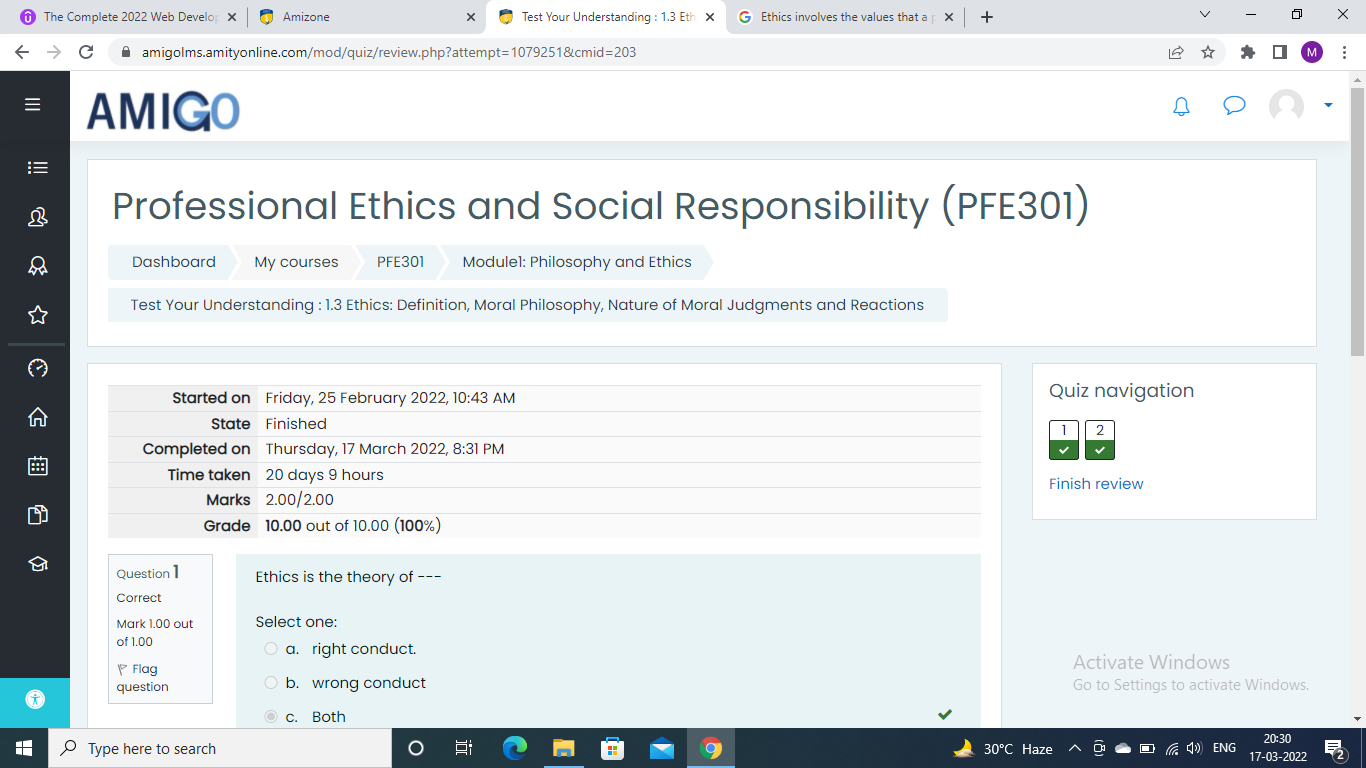 The Complete 2022 Web Develop
Amizone
Test Your Understanding : 1.3 Eth
Ethics involves the values that a p
amigolms.amityonline.com/mod/quiz/review.php?attempt=1079251&cmid=203
M
AMIGO
Professional Ethics and Social Responsibility (PFE301)
Dashboard
My courses
PFE301
Module1: Philosophy and Ethics
Test Your Understanding : 1.3 Ethics: Definition, Moral Philosophy, Nature of Moral Judgments and Reactions
Started on Friday, 25 February 2022, 10:43 AM
State Finished
Completed on Thursday, 17 March 2022, 8:31 PM
Time taken 20 days 9 hours
Marks 2.00/2.00
Grade 10.00 out of 10.00 (100%)
Quiz navigation
1 2
Finish review
Question 1
Correct
Mark 1.00 out
of 1.00
Flag
question
Ethics is the theory of ---
Select one:
a. right conduct.
b. wrong conduct
c. Both
Activate Windows
Go to Settings to activate Windows.
Type here to search
30°C Haze
ENG
20:30
17-03-2022
2